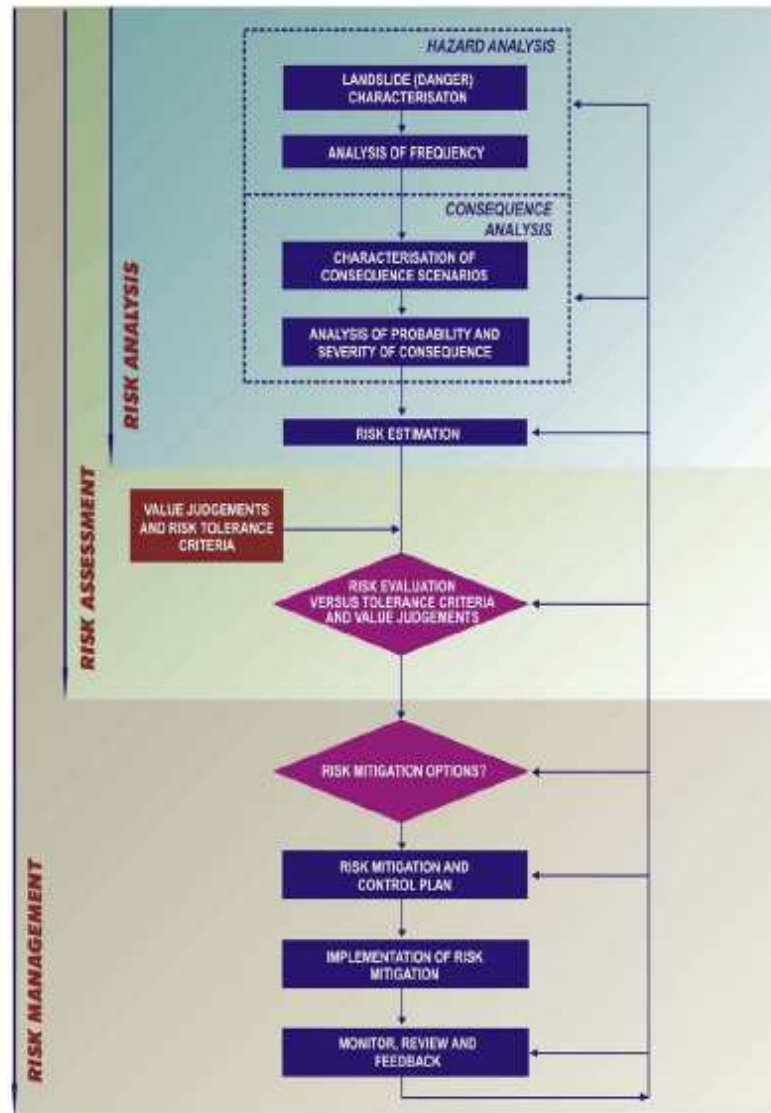 HAZARD ANALYSIS
LANDSLIDE (DANGER)
CHARACTERISATON
ANALYSIS OF FREQUENCY
CONSEQUENCE
ANALYSIS
CHARACTERISATION OF
CONSEQUENCE SCENARIOS
ANALYSIS OF PROBABILITY AND
SEVERITY OF CONSEQUENCE
RISK ANALYSIS
RISK ESTIMATION
VALUE JUDGEMENTS
AND RISK TOLERANCE
CRITERIA
RISK ASSESSMENT
RISK EVALUATION
VERSUS TOLERANCE CRITERIA
AND VALUE JUDGEMENTS
RISK MITIGATION OPTIONS?
RISK MITIGATION AND
CONTROL PLAN
IMPLEMENTATION OF RISK
MITIGATION
RISK MANAGEMENT
MONITOR, REVIEW AND
FEEDBACK